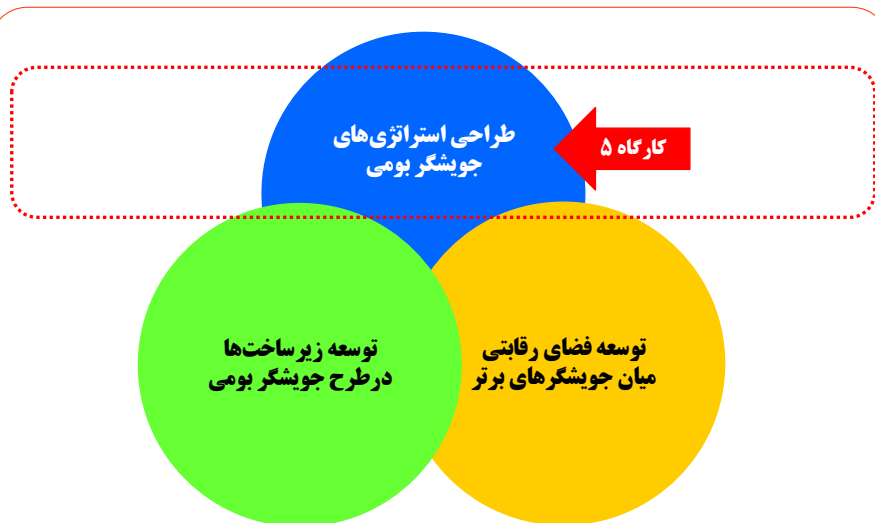 طراحی استراتژی‌های
جویشگر بومی
کارگاه ۵
توسعه فضای رقابتی
میان جویشگرهای برتر
توسعه زیرساخت‌ها
درطرح جویشگر بومی